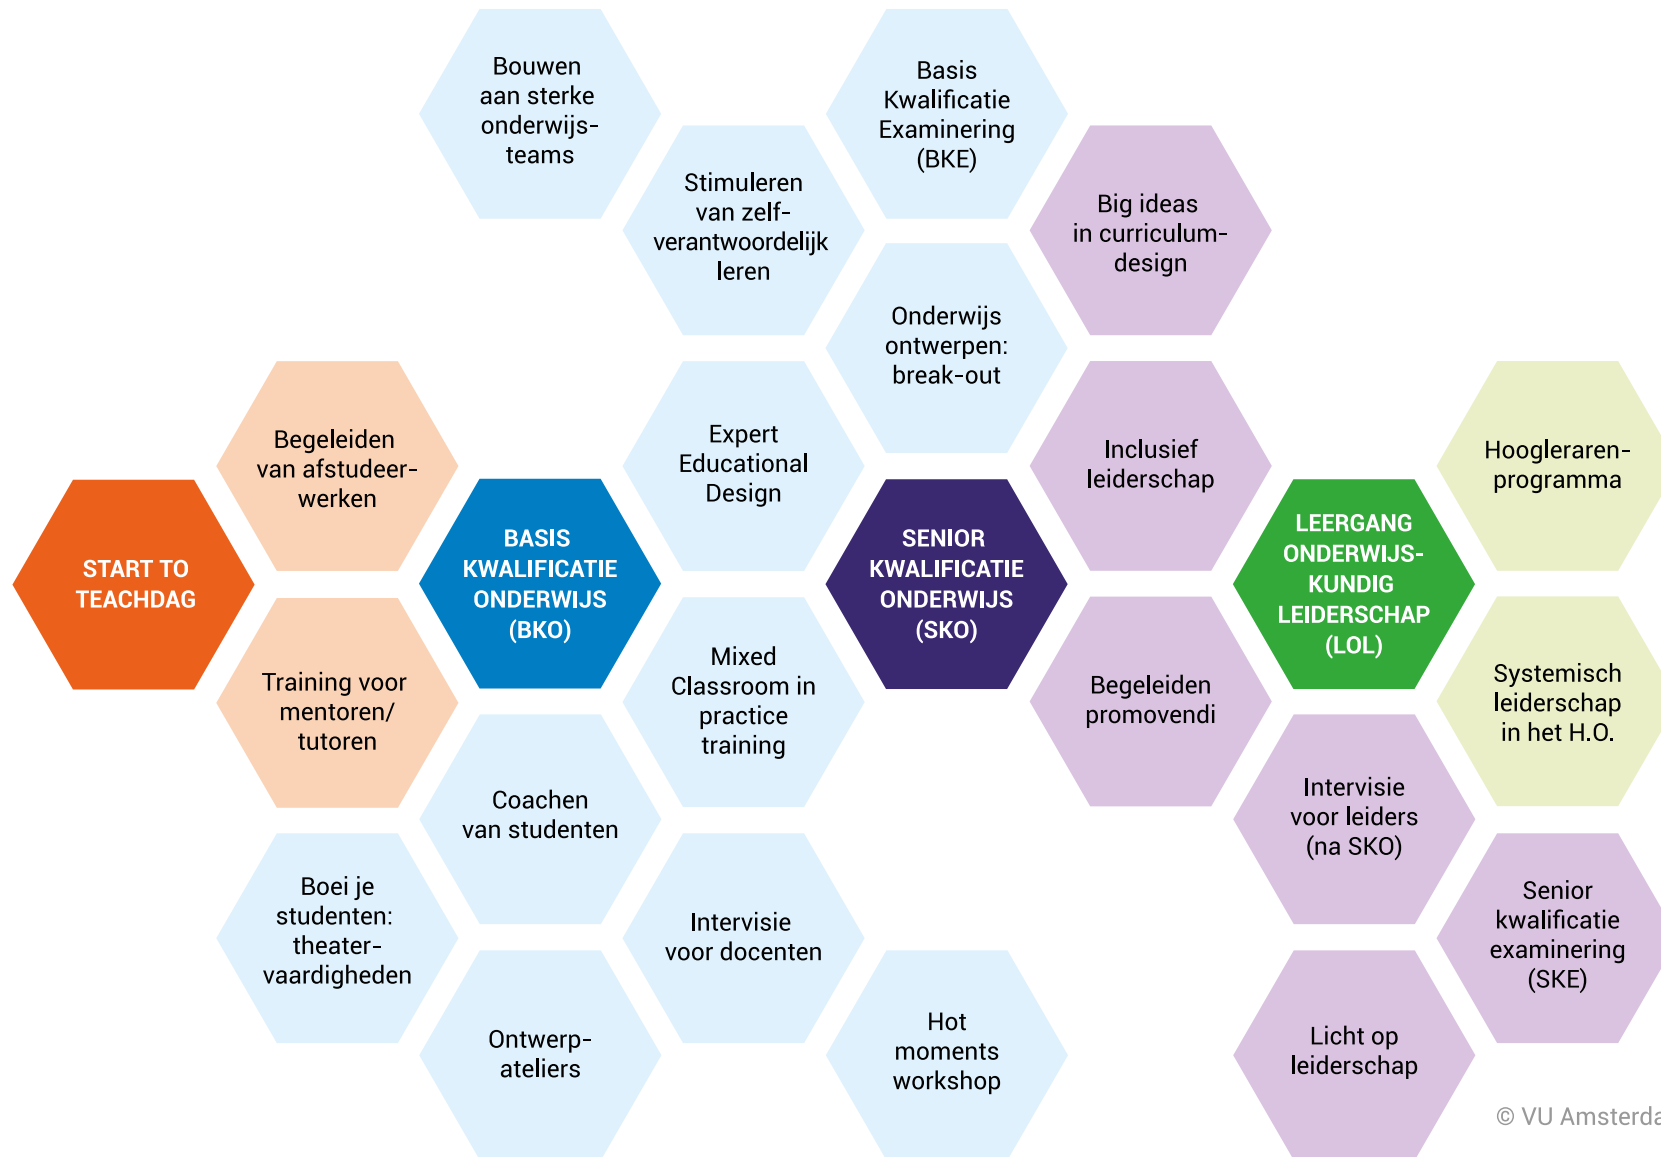 Bouwen
aan sterke
onderwijs-
teams
Basis
Kwalificatie
Examinering
(BKE)
Stimuleren
van zelf-
verantwoordelijk
leren
Big ideas
in curriculum-
design
Onderwijs
ontwerpen:
break-out
Begeleiden
van afstudeer-
werken
Expert
Educational
Design
Inclusief
leiderschap
Hoogleraren-
programma
START TO
TEACHDAG
BASIS
KWALIFICATIE
ONDERWIJS
(BKO)
SENIOR
KWALIFICATIE
ONDERWIJS
(SKO)
LEERGANG
ONDERWIJS-
KUNDIG
LEIDERSCHAP
(LOL)
Training voor
mentoren/
tutoren
Mixed
Classroom in
practice
training
Begeleiden
promovendi
Systemisch
leiderschap
in het H.O.
Coachen
van studenten
Intervisie
voor leiders
(na SKO)
Boei je
studenten:
theater-
vaardigheden
Intervisie
voor docenten
Senior
kwalificatie
examinering
(SKE)
Ontwerp-
ateliers
Hot
moments
workshop
Licht op
leiderschap
© VU Amsterda